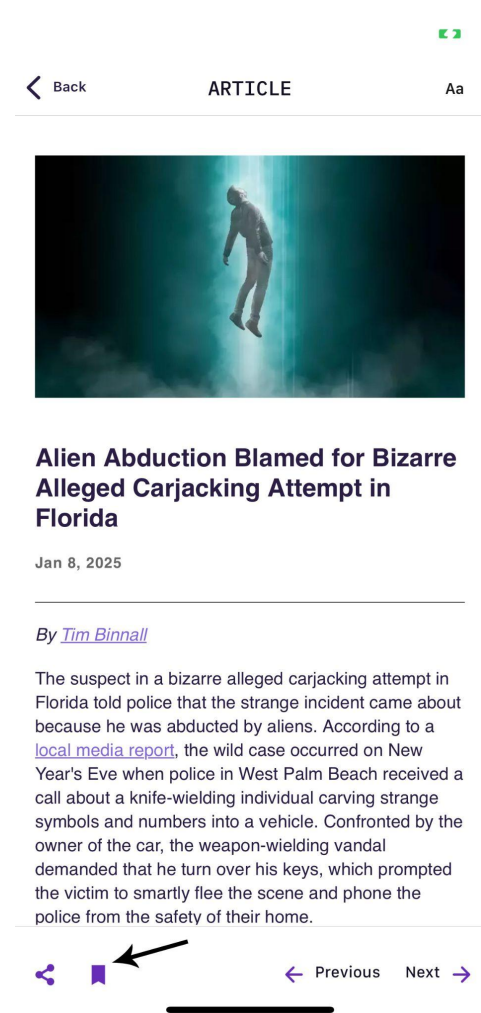 Back
ARTICLE
Aa
Alien Abduction Blamed for Bizarre
Alleged Carjacking Attempt in
Florida
Jan 8, 2025
By Tim Binnall
The suspect in a bizarre alleged carjacking attempt in
Florida told police that the strange incident came about
because he was abducted by aliens. According to a
local media report, the wild case occurred on New
Year's Eve when police in West Palm Beach received a
call about a knife-wielding individual carving strange
symbols and numbers into a vehicle. Confronted by the
owner of the car, the weapon-wielding vandal
demanded that he turn over his keys, which prompted
the victim to smartly flee the scene and phone the
police from the safety of their home.
Previous
Next